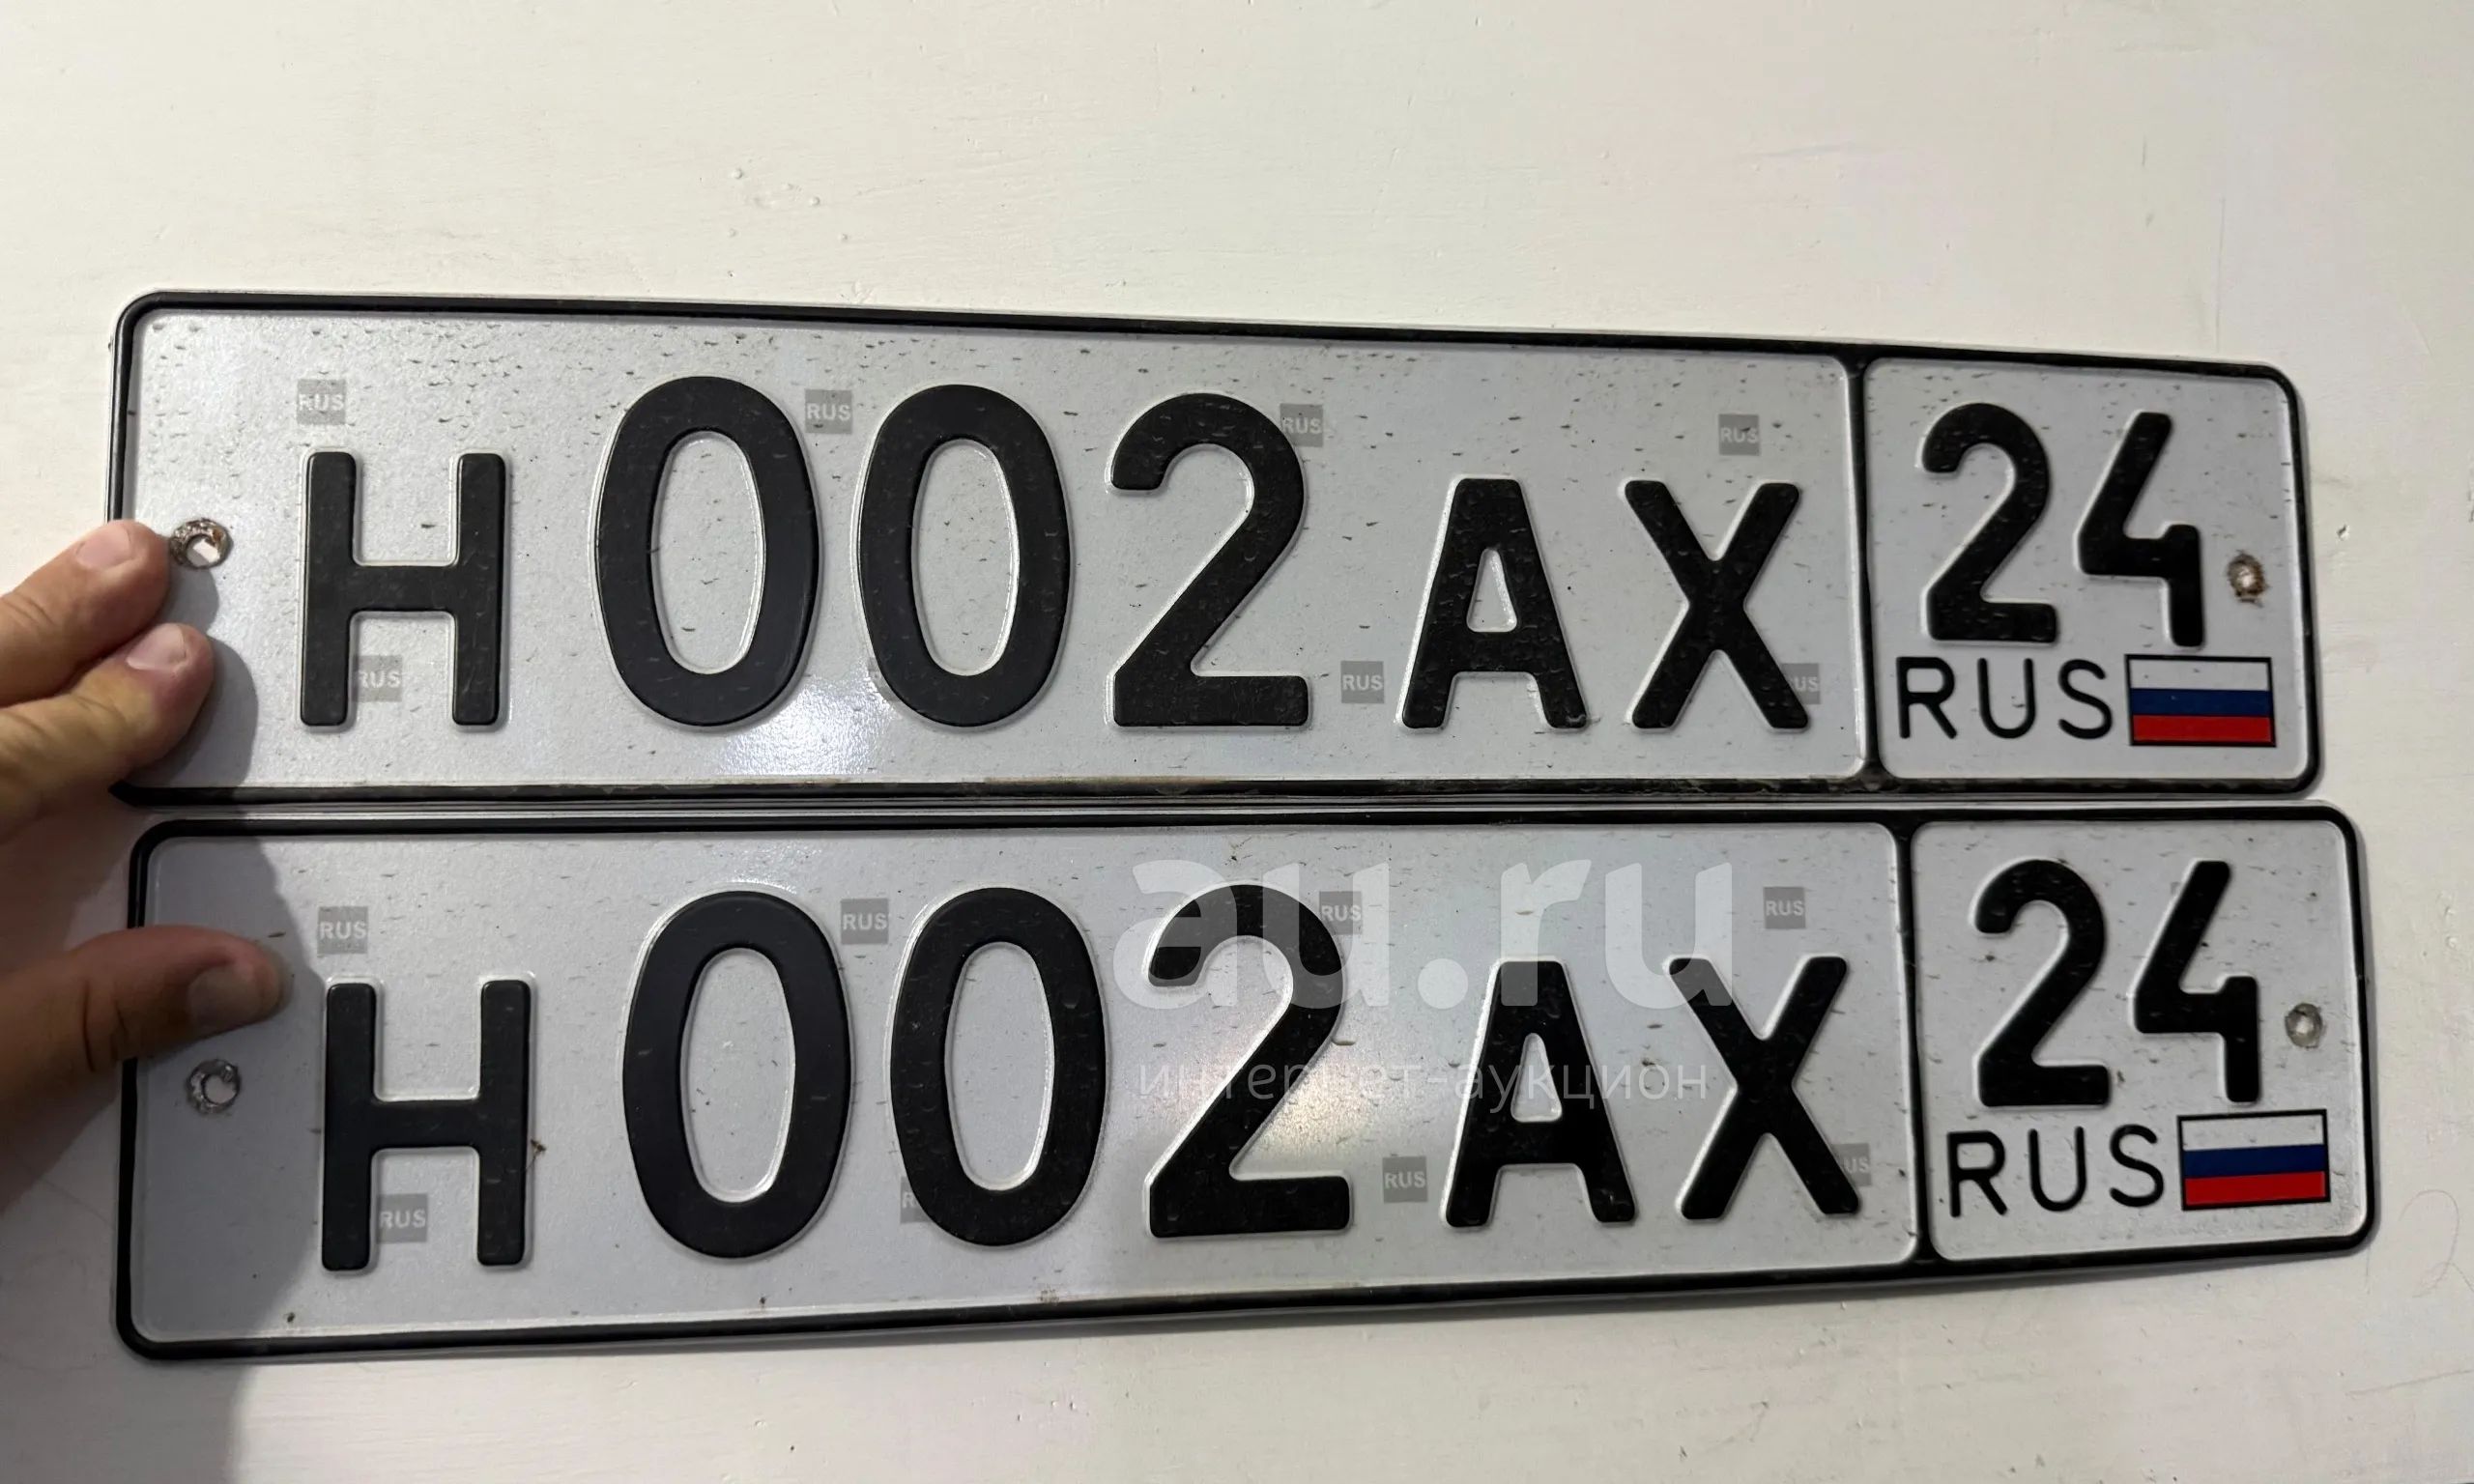 Н002АХ 24
RUS
Н002АХ 24
RUS
au.ru
интернет-аукцион